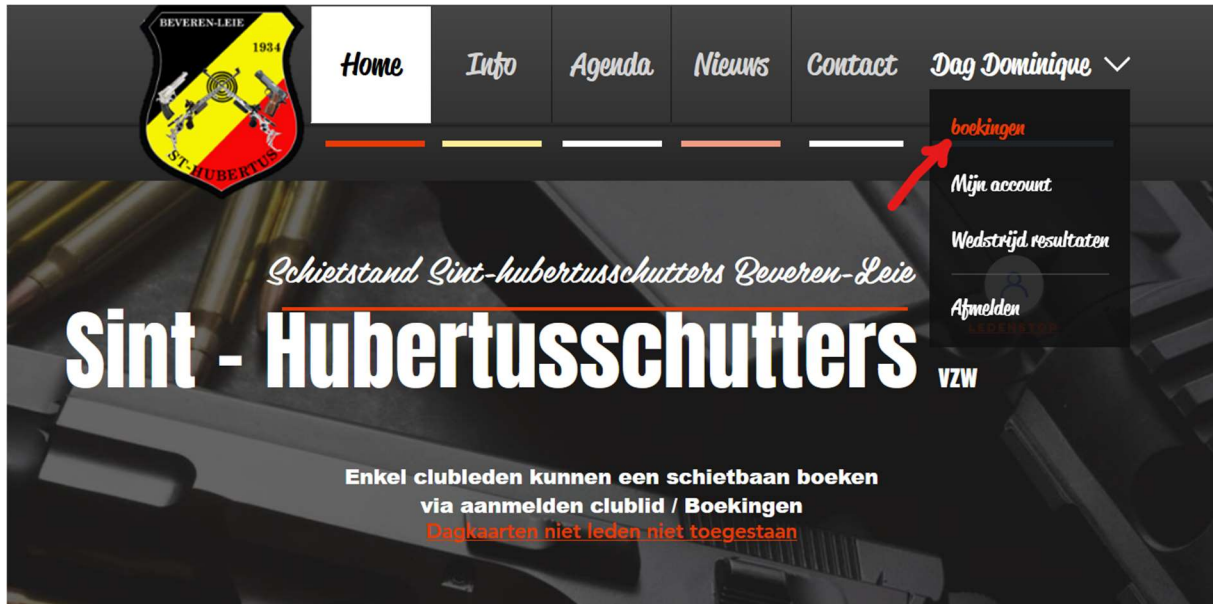 BEVEREN-LEIE
1934
ST-HUBERTUS
Home
Info
Agenda
Nieuws
Contact
Dag Dominique
boekingen
Mijn account
Wedstrijd resultaten
Afmelden
LEDENSTOP
Schietstand Sint-hubertusschutters Beveren-Leie
Sint - Hubertusschutters vzw
Enkel clubleden kunnen een schietbaan boeken
via aanmelden clublid / Boekingen
Dagkaarten niet leden niet toegestaan